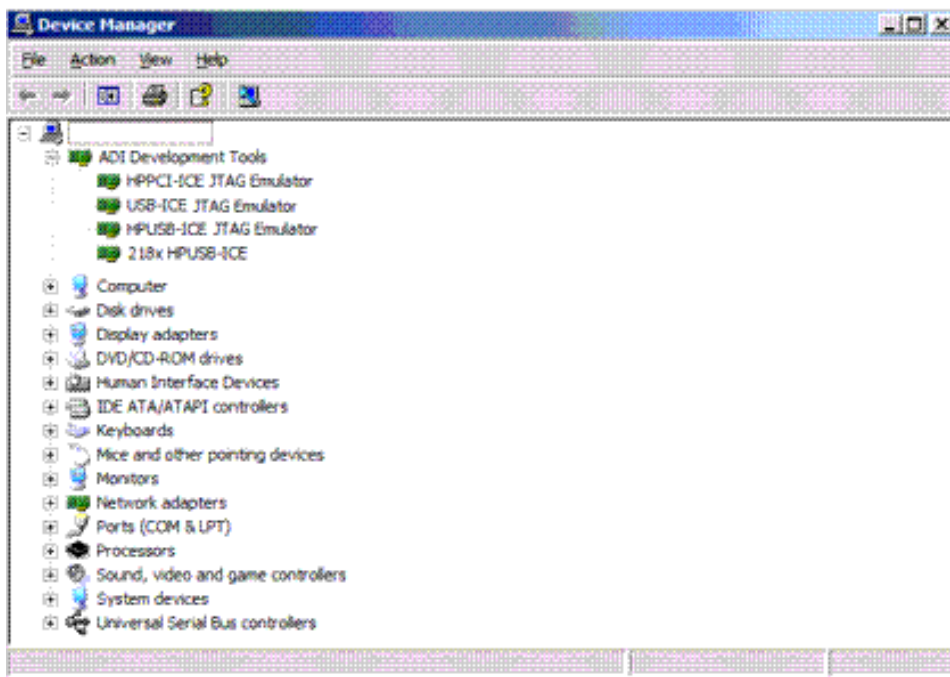 Device Manager
File Action View Help
ADI Development Tools
HPPCI-ICE JTAG Emulator
USB-ICE JTAG Emulator
HPUSB-ICE JTAG Emulator
218x HPUSB-ICE
Computer
Disk drives
Display adapters
DVD/CD-ROM drives
Human Interface Devices
IDE ATA/ATAPI controllers
Keyboards
Mice and other pointing devices
Monitors
Network adapters
Ports (COM & LPT)
Processors
Sound, video and game controllers
System devices
Universal Serial Bus controllers